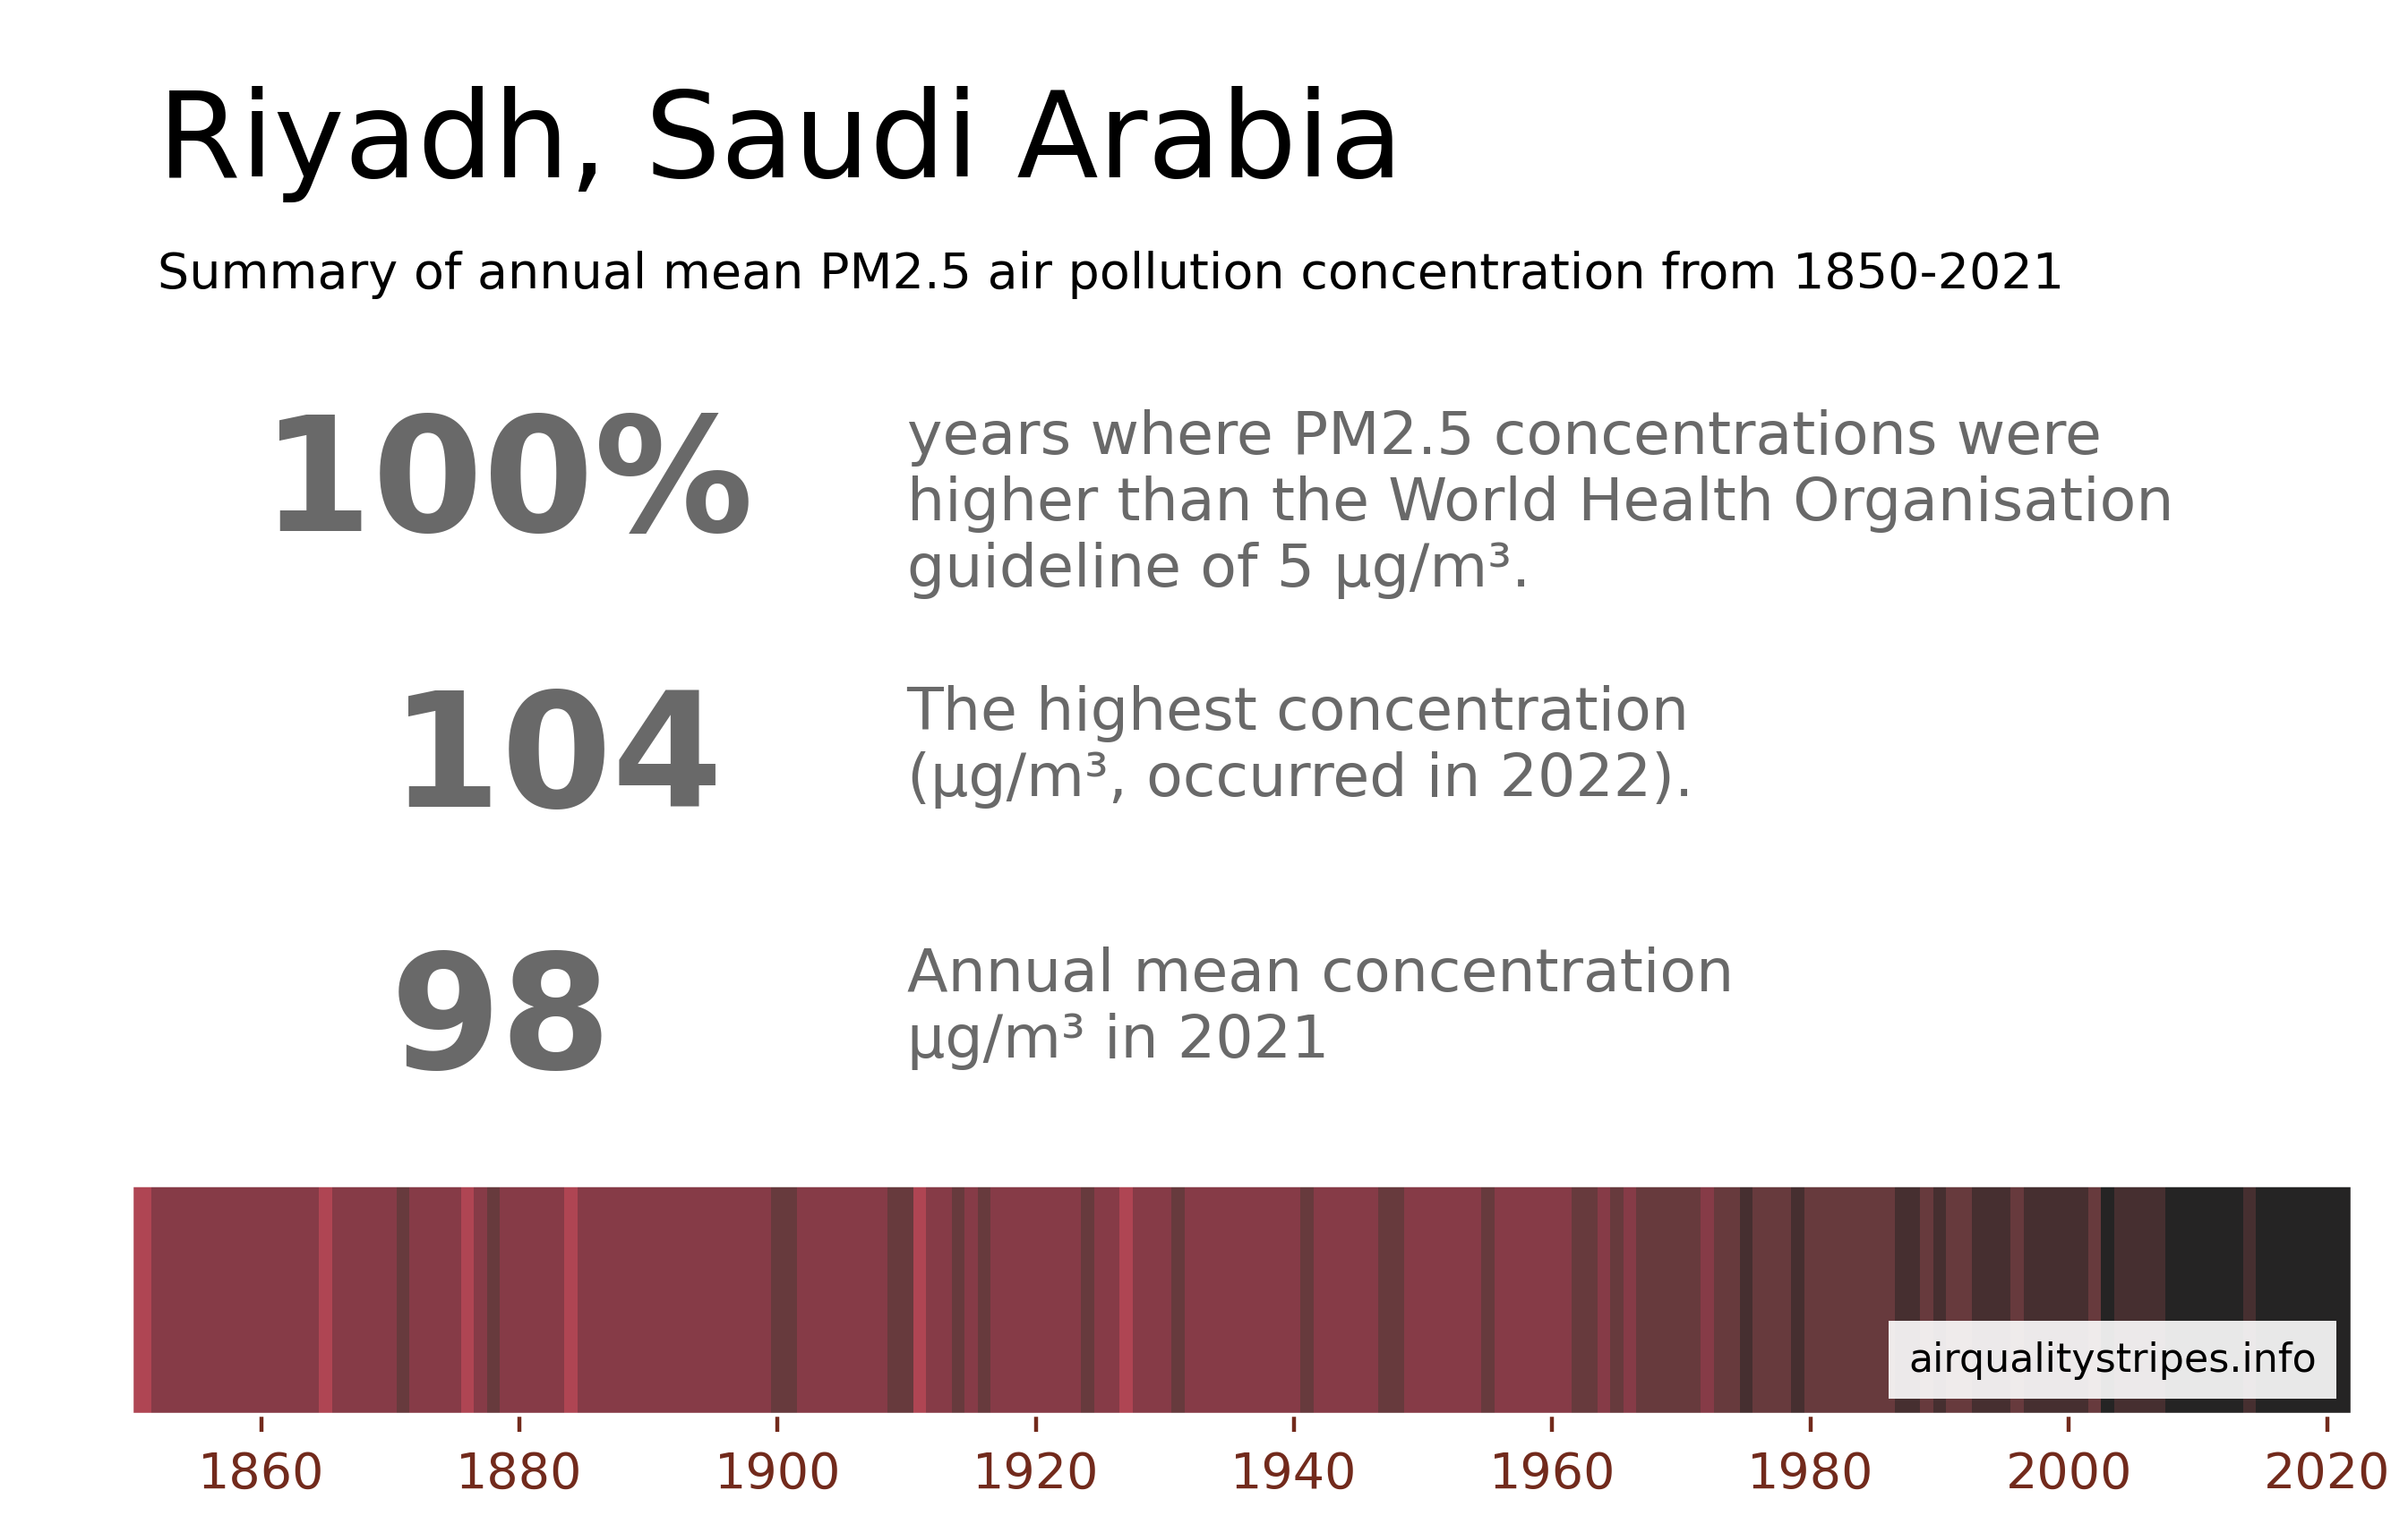 Riyadh, Saudi Arabia
Summary of annual mean PM2.5 air pollution concentration from 1850-2021
100%
years where PM2.5 concentrations were
higher than the World Health Organisation
guideline of 5 µg/m³.
104
The highest concentration
(µg/m³, occurred in 2022).
98
Annual mean concentration
µg/m³ in 2021
airqualitystripes.info
1860 1880 1900 1920 1940 1960 1980 2000 2020